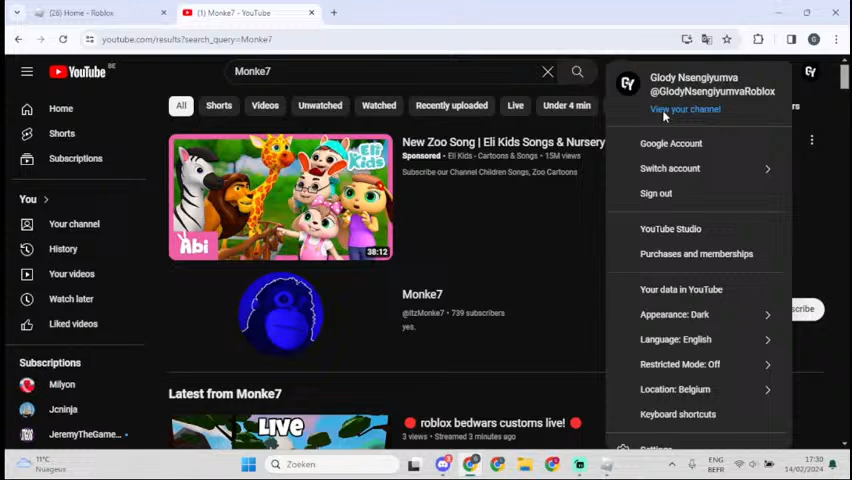 (26) Home - Roblox
(1) Monke7 - YouTube
youtube.com/results?search_query=Monke7
YouTube BE
Monke7
Glody Nsengiyumva
@GlodyNsengiyumvaRoblox
View your channel
Google Account
Switch account
Sign out
YouTube Studio
Purchases and memberships
Your data in YouTube
Appearance: Dark
Language: English
Restricted Mode: Off
Location: Belgium
Keyboard shortcuts
All
Shorts
Videos
Unwatched
Watched
Recently uploaded
Live
Under 4 min
Home
Shorts
Subscriptions
You
Your channel
History
Your videos
Watch later
Liked videos
Subscriptions
Milyon
Jcninja
JeremyTheGame...
New Zoo Song | Eli Kids Songs & Nursery
Sponsored • Eli Kids - Cartoons & Songs • 15M views
Subscribe our Channel Children Songs, Zoo Cartoons
Eli Kids
Abi
38:12
Monke7
@ItzMonke7 • 739 subscribers
yes.
scribe
Latest from Monke7
LIVE
roblox bedwars customs live!
3 views • Streamed 3 minutes ago
11°C
Nuageux
Zoeken
ENG
BEFR
17:30
14/02/2024